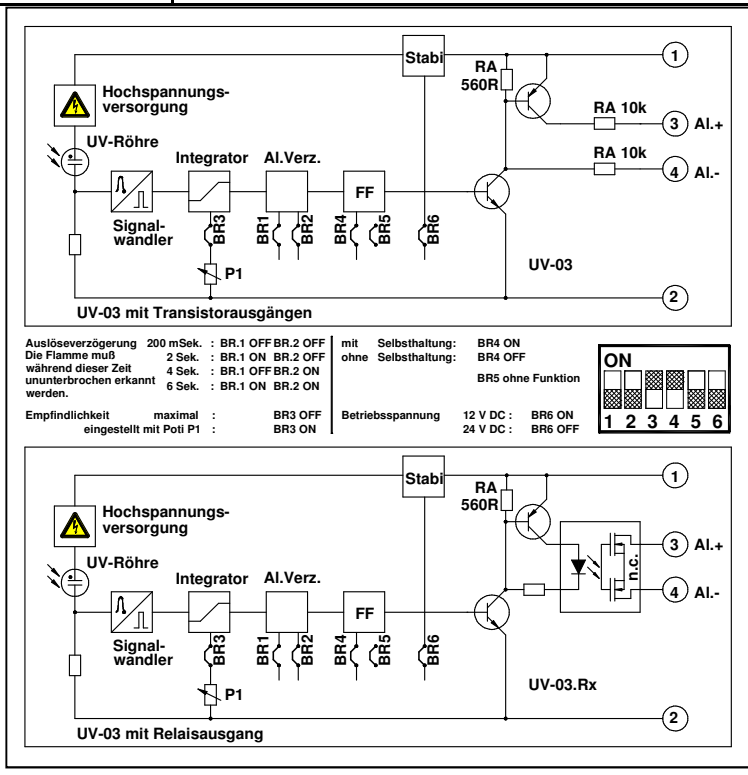 Stabi
1
RA
560R
Hochspannungs-
versorgung
RA 10k
3 Al.+
UV-Röhre
RA 10k
Integrator
Al.Verz.
4 Al.-
FF
Signal-
wandler
BR3
BR1
BR2
BR4
BR5
BR6
UV-03
P1
2
UV-03 mit Transistorausgängen
Auslöseverzögerung 200 mSek. : BR.1 OFF BR.2 OFF
Die Flamme muß 2 Sek. : BR.1 ON BR.2 OFF
während dieser Zeit 4 Sek. : BR.1 OFF BR.2 ON
ununterbrochen erkannt 6 Sek. : BR.1 ON BR.2 ON
werden.
Empfindlichkeit maximal : BR3 OFF
eingestellt mit Poti P1 : BR3 ON
mit Selbsthaltung: BR4 ON
ohne Selbsthaltung: BR4 OFF
BR5 ohne Funktion
Betriebsspannung 12 V DC : BR6 ON
24 V DC : BR6 OFF
ON
1 2 3 4 5 6
Stabi
1
RA
560R
Hochspannungs-
versorgung
3 Al.+
UV-Röhre
n.c.
Integrator
Al.Verz.
4 Al.-
FF
Signal-
wandler
BR3
BR1
BR2
BR4
BR5
BR6
UV-03.Rx
P1
2
UV-03 mit Relaisausgang